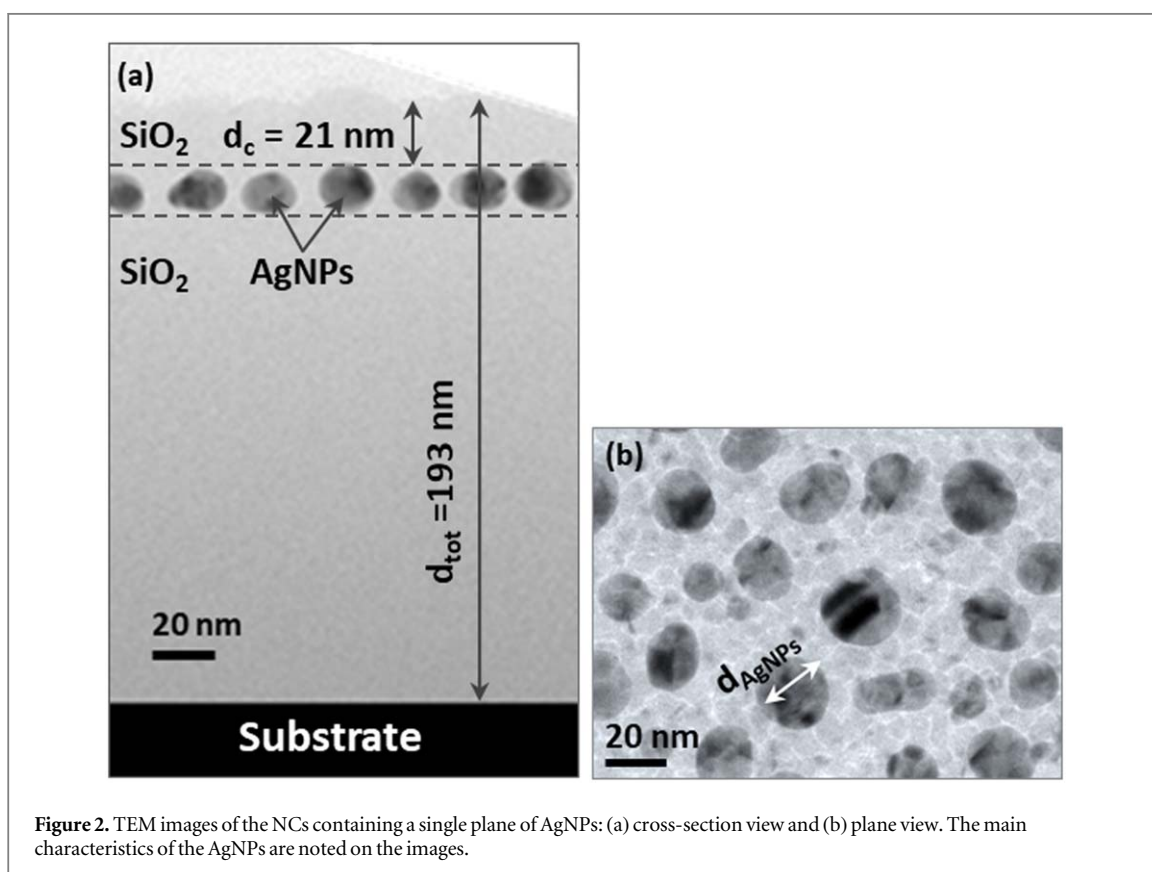 (a)
SiO₂ d_c = 21 nm
SiO₂ AgNPs
d_tot =193 nm
20 nm
Substrate
(b)
d_AgNPs
20 nm
Figure 2. TEM images of the NCs containing a single plane of AgNPs: (a) cross-section view and (b) plane view. The main
characteristics of the AgNPs are noted on the images.